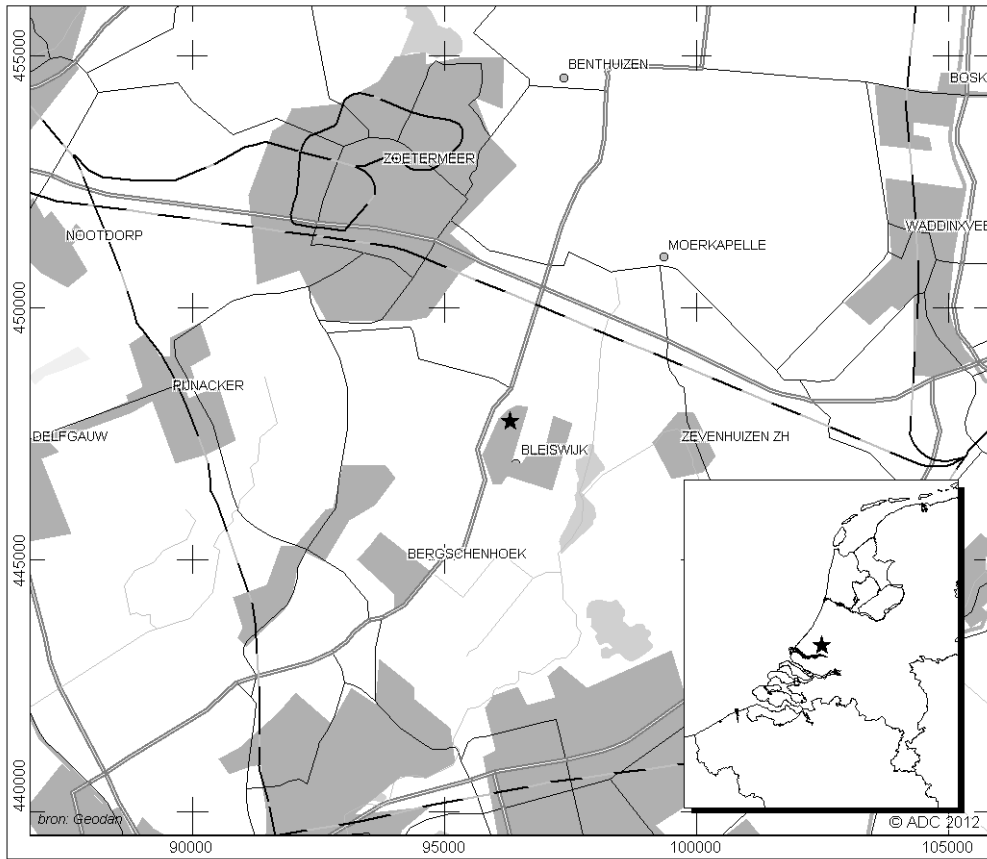 455000
BENTHUIZEN
BOSK
ZOETERMEER
NOOTDORP
WADDINXVEE
MOERKAPELLE
450000
PIJNACKER
DELFGAUW
BLEISWIJK
ZEVENHUIZEN ZH
445000
BERGSCHENHOEK
440000
bron: Geodan
© ADC 2012
90000
95000
100000
105000